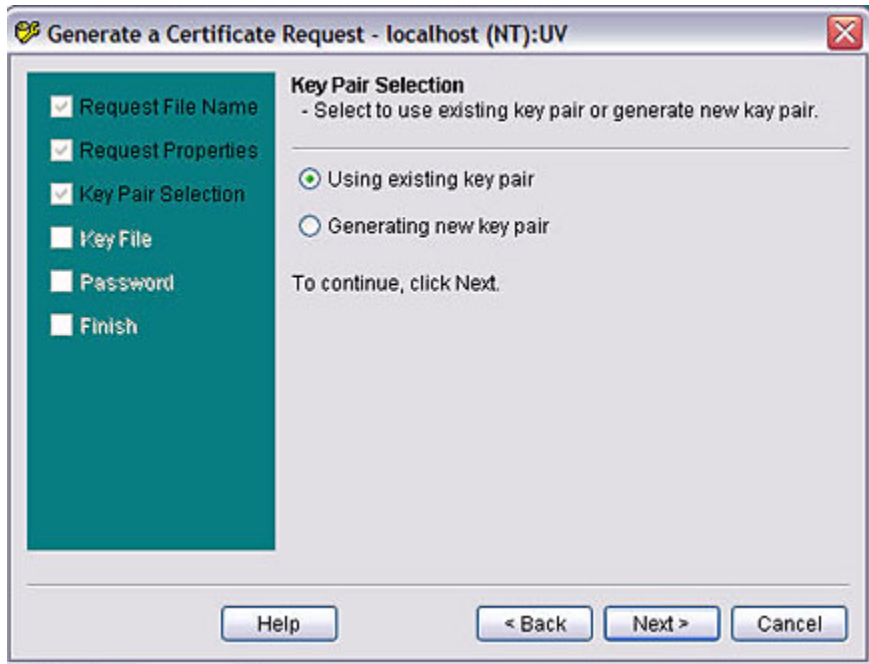 Generate a Certificate Request - localhost (NT):UV
Request File Name
Request Properties
Key Pair Selection
Key File
Password
Finish
Key Pair Selection
- Select to use existing key pair or generate new kay pair.
Using existing key pair
Generating new key pair
To continue, click Next.
Help
< Back
Next >
Cancel